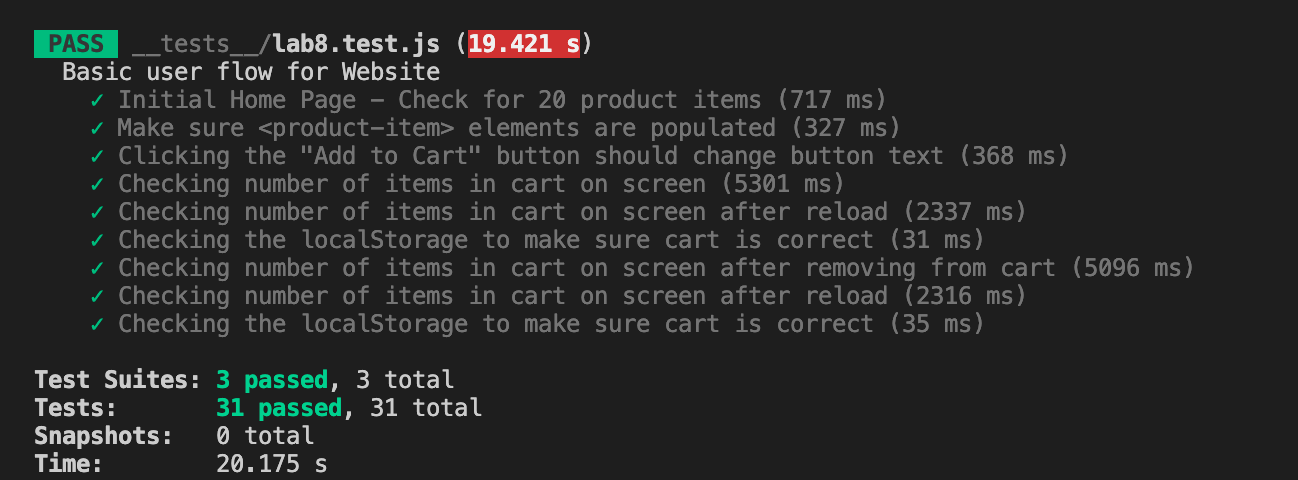 PASS __tests__/lab8.test.js (19.421 s)
Basic user flow for Website
✓ Initial Home Page – Check for 20 product items (717 ms)
✓ Make sure <product-item> elements are populated (327 ms)
✓ Clicking the "Add to Cart" button should change button text (368 ms)
✓ Checking number of items in cart on screen (5301 ms)
✓ Checking number of items in cart on screen after reload (2337 ms)
✓ Checking the localStorage to make sure cart is correct (31 ms)
✓ Checking number of items in cart on screen after removing from cart (5096 ms)
✓ Checking number of items in cart on screen after reload (2316 ms)
✓ Checking the localStorage to make sure cart is correct (35 ms)
Test Suites: 3 passed, 3 total
Tests: 31 passed, 31 total
Snapshots: 0 total
Time: 20.175 s